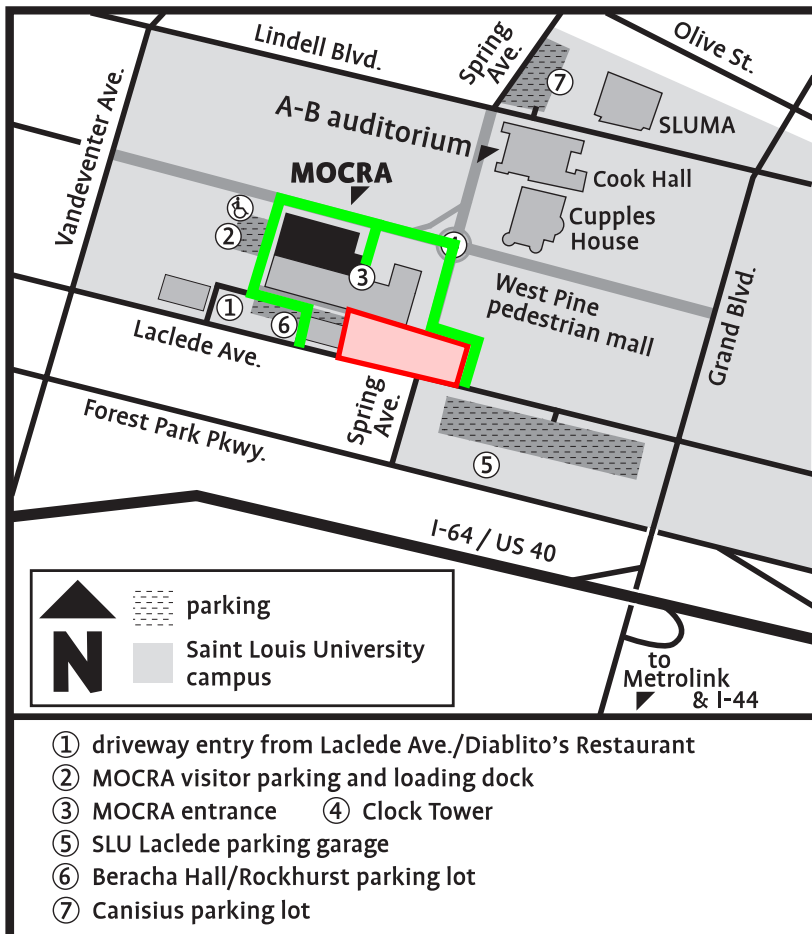 Lindell Blvd.
Spring
Ave.
Olive St.
Vandeventer Ave.
A-B auditorium
7
SLUMA
MOCRA
Cook Hall
Cupples
House
2
4
3
1
6
West Pine
pedestrian mall
Grand Blvd.
Laclede Ave.
Spring
Ave.
Forest Park Pkwy.
5
I-64 / US 40
parking
N
Saint Louis University
campus
to
Metrolink
& I-44
1 driveway entry from Laclede Ave./Diablito's Restaurant
2 MOCRA visitor parking and loading dock
3 MOCRA entrance 4 Clock Tower
5 SLU Laclede parking garage
6 Beracha Hall/Rockhurst parking lot
7 Canisius parking lot